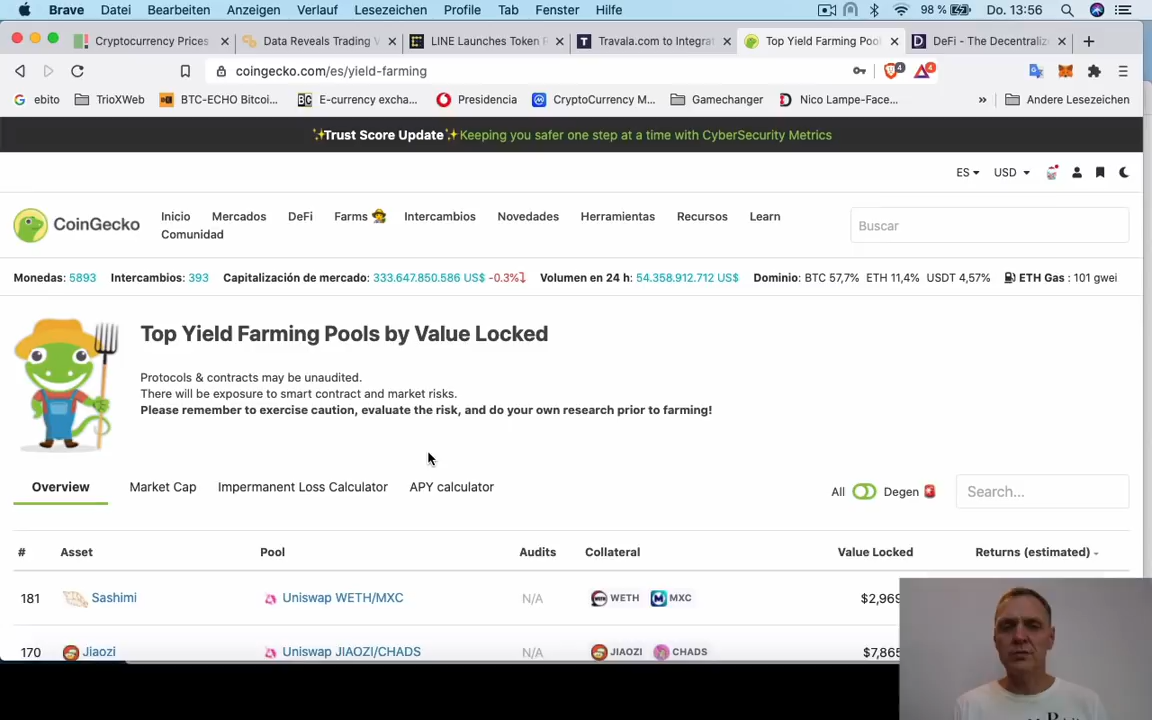 Brave Datei Bearbeiten Anzeigen Verlauf Lesezeichen Profile Tab Fenster Hilfe 98 % Do. 13:56
Cryptocurrency Prices Data Reveals Trading V LINE Launches Token Travala.com to Integrat Top Yield Farming Pool DeFi - The Decentraliz
coingecko.com/es/yield-farming 4 4
ebito TrioXWeb BTC-ECHO Bitcoi... E-currency excha... Presidencia CryptoCurrency M... Gamechanger Nico Lampe-Face... » Andere Lesezeichen
✨Trust Score Update✨Keeping you safer one step at a time with CyberSecurity Metrics
ES USD
CoinGecko Inicio Mercados DeFi Farms Intercambios Novedades Herramientas Recursos Learn Buscar
Comunidad
Monedas: 5893 Intercambios: 393 Capitalización de mercado: 333.647.850.586 US$ -0.3% Volumen en 24 h: 54.358.912.712 US$ Dominio: BTC 57,7% ETH 11,4% USDT 4,57% ETH Gas : 101 gwei
Top Yield Farming Pools by Value Locked
Protocols & contracts may be unaudited.
There will be exposure to smart contract and market risks.
Please remember to exercise caution, evaluate the risk, and do your own research prior to farming!
Overview Market Cap Impermanent Loss Calculator APY calculator All Degen Search...
# Asset Pool Audits Collateral Value Locked Returns (estimated)
181 Sashimi Uniswap WETH/MXC N/A WETH MXC $2,969
170 Jiaozi Uniswap JIAOZI/CHADS N/A JIAOZI CHADS $7,865